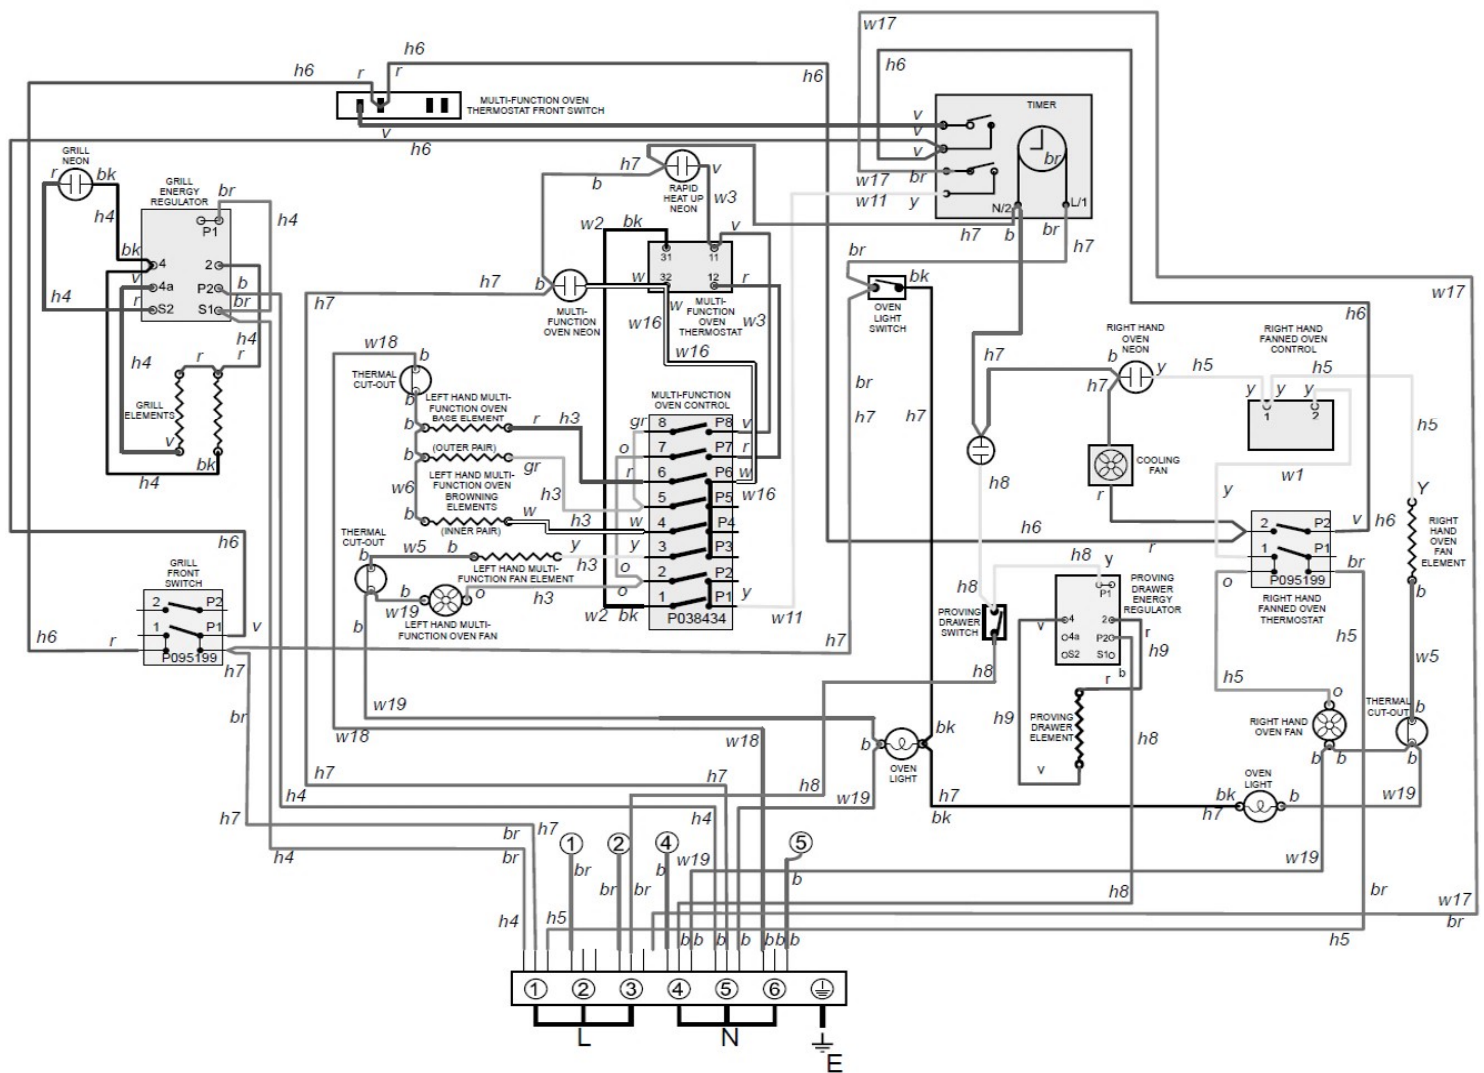 w17
h6
h6
h6
r
r
h6
MULTI-FUNCTION OVEN
THERMOSTAT FRONT SWITCH
v
h6
TIMER
v
v
v
br
w17
br
w11
y
N/2
L/1
b
br
h7
h7
GRILL
NEON
r
bk
GRILL
ENERGY
REGULATOR
br
h4
h4
P1
bk
4
2
v
4a
P2
b
r
S2
S1
br
h4
h4
h4
r
r
GRILL
ELEMENTS
v
bk
h4
h7
b
v
RAPID
HEAT UP
NEON
w3
w2
bk
v
31
11
32
12
w
r
h7
b
w
h7
MULTI-
FUNCTION
OVEN NEON
w16
MULTI-
FUNCTION
OVEN
THERMOSTAT
w3
w16
br
bk
OVEN
LIGHT
SWITCH
w17
h6
RIGHT HAND
OVEN
NEON
RIGHT HAND
FANNED OVEN
CONTROL
h7
b
y
h5
h5
h7
y
y
y
1
2
w18
b
THERMAL
CUT-OUT
b
LEFT HAND MULTI-
FUNCTION OVEN
BASE ELEMENT
r
h3
b
(OUTER PAIR)
b
gr
LEFT HAND MULTI-
FUNCTION OVEN
BROWNING
ELEMENTS
h3
w6
b
(INNER PAIR)
w
h3
MULTI-FUNCTION
OVEN CONTROL
gr
8
P8
v
o
7
P7
r
r
6
P6
w
w16
5
P5
w
4
P4
y
3
P3
o
2
P2
o
1
P1
y
w2
bk
P038434
w11
THERMAL
CUT-OUT
b
w5
b
y
h3
LEFT HAND MULTI-
FUNCTION FAN ELEMENT
w19
b
o
h3
LEFT HAND MULTI-
FUNCTION OVEN FAN
b
br
h7
h7
h7
COOLING
FAN
r
w1
h5
Y
h8
y
RIGHT
HAND
OVEN FAN
ELEMENT
h6
r
2
P2
v
h6
1
P1
br
o
P095199
RIGHT HAND
FANNED OVEN
THERMOSTAT
b
h5
h5
w5
h8
y
h8
PROVING
DRAWER
SWITCH
P1
PROVING
DRAWER
ENERGY
REGULATOR
v
4
2
r
4a
P2
h9
S2
S1
b
r
h8
h9
PROVING
DRAWER
ELEMENT
v
h8
h6
GRILL
FRONT
SWITCH
2
P2
1
P1
v
h6
r
P095199
h7
br
w19
w18
w18
h7
h7
h8
h4
h7
b
bk
OVEN
LIGHT
w19
h7
bk
OVEN
LIGHT
bk
h7
b
w19
o
RIGHT HAND
OVEN FAN
THERMAL
CUT-OUT
b
b
b
b
h4
br
h7
br
h4
1
2
4
5
br
br
br
b
w19
b
h4
h5
w19
h8
br
w17
br
h5
b
b
b
b
b
b
b
1
2
3
4
5
6
L
N
E